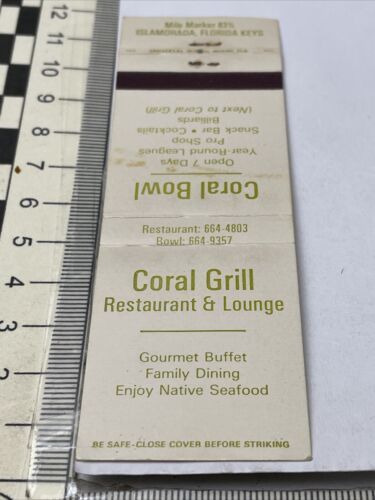 Mile Marker 83½
ISLAMORADA, FLORIDA KEYS
Coral Bowl
Open 7 Days
Year-Round Leagues
Pro Shop
Snack Bar • Cocktails
Billiards
(Next to Coral Grill)
Restaurant: 664-4803
Bowl: 664-9357
Coral Grill
Restaurant & Lounge
Gourmet Buffet
Family Dining
Enjoy Native Seafood
BE SAFE-CLOSE COVER BEFORE STRIKING
12
11
10
9
8
7
6
5
4
3
2